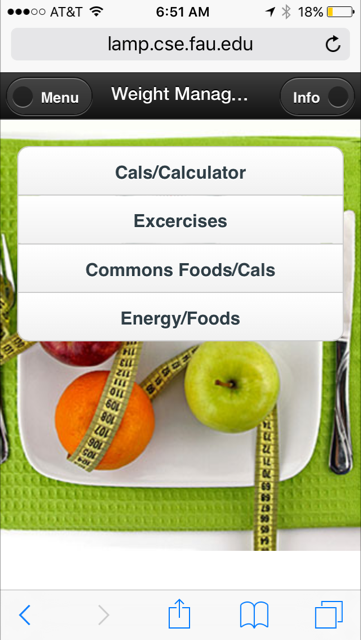 AT&T 6:51 AM 18%
lamp.cse.fau.edu
Menu Weight Manag... Info
Cals/Calculator
Excercises
Commons Foods/Cals
Energy/Foods